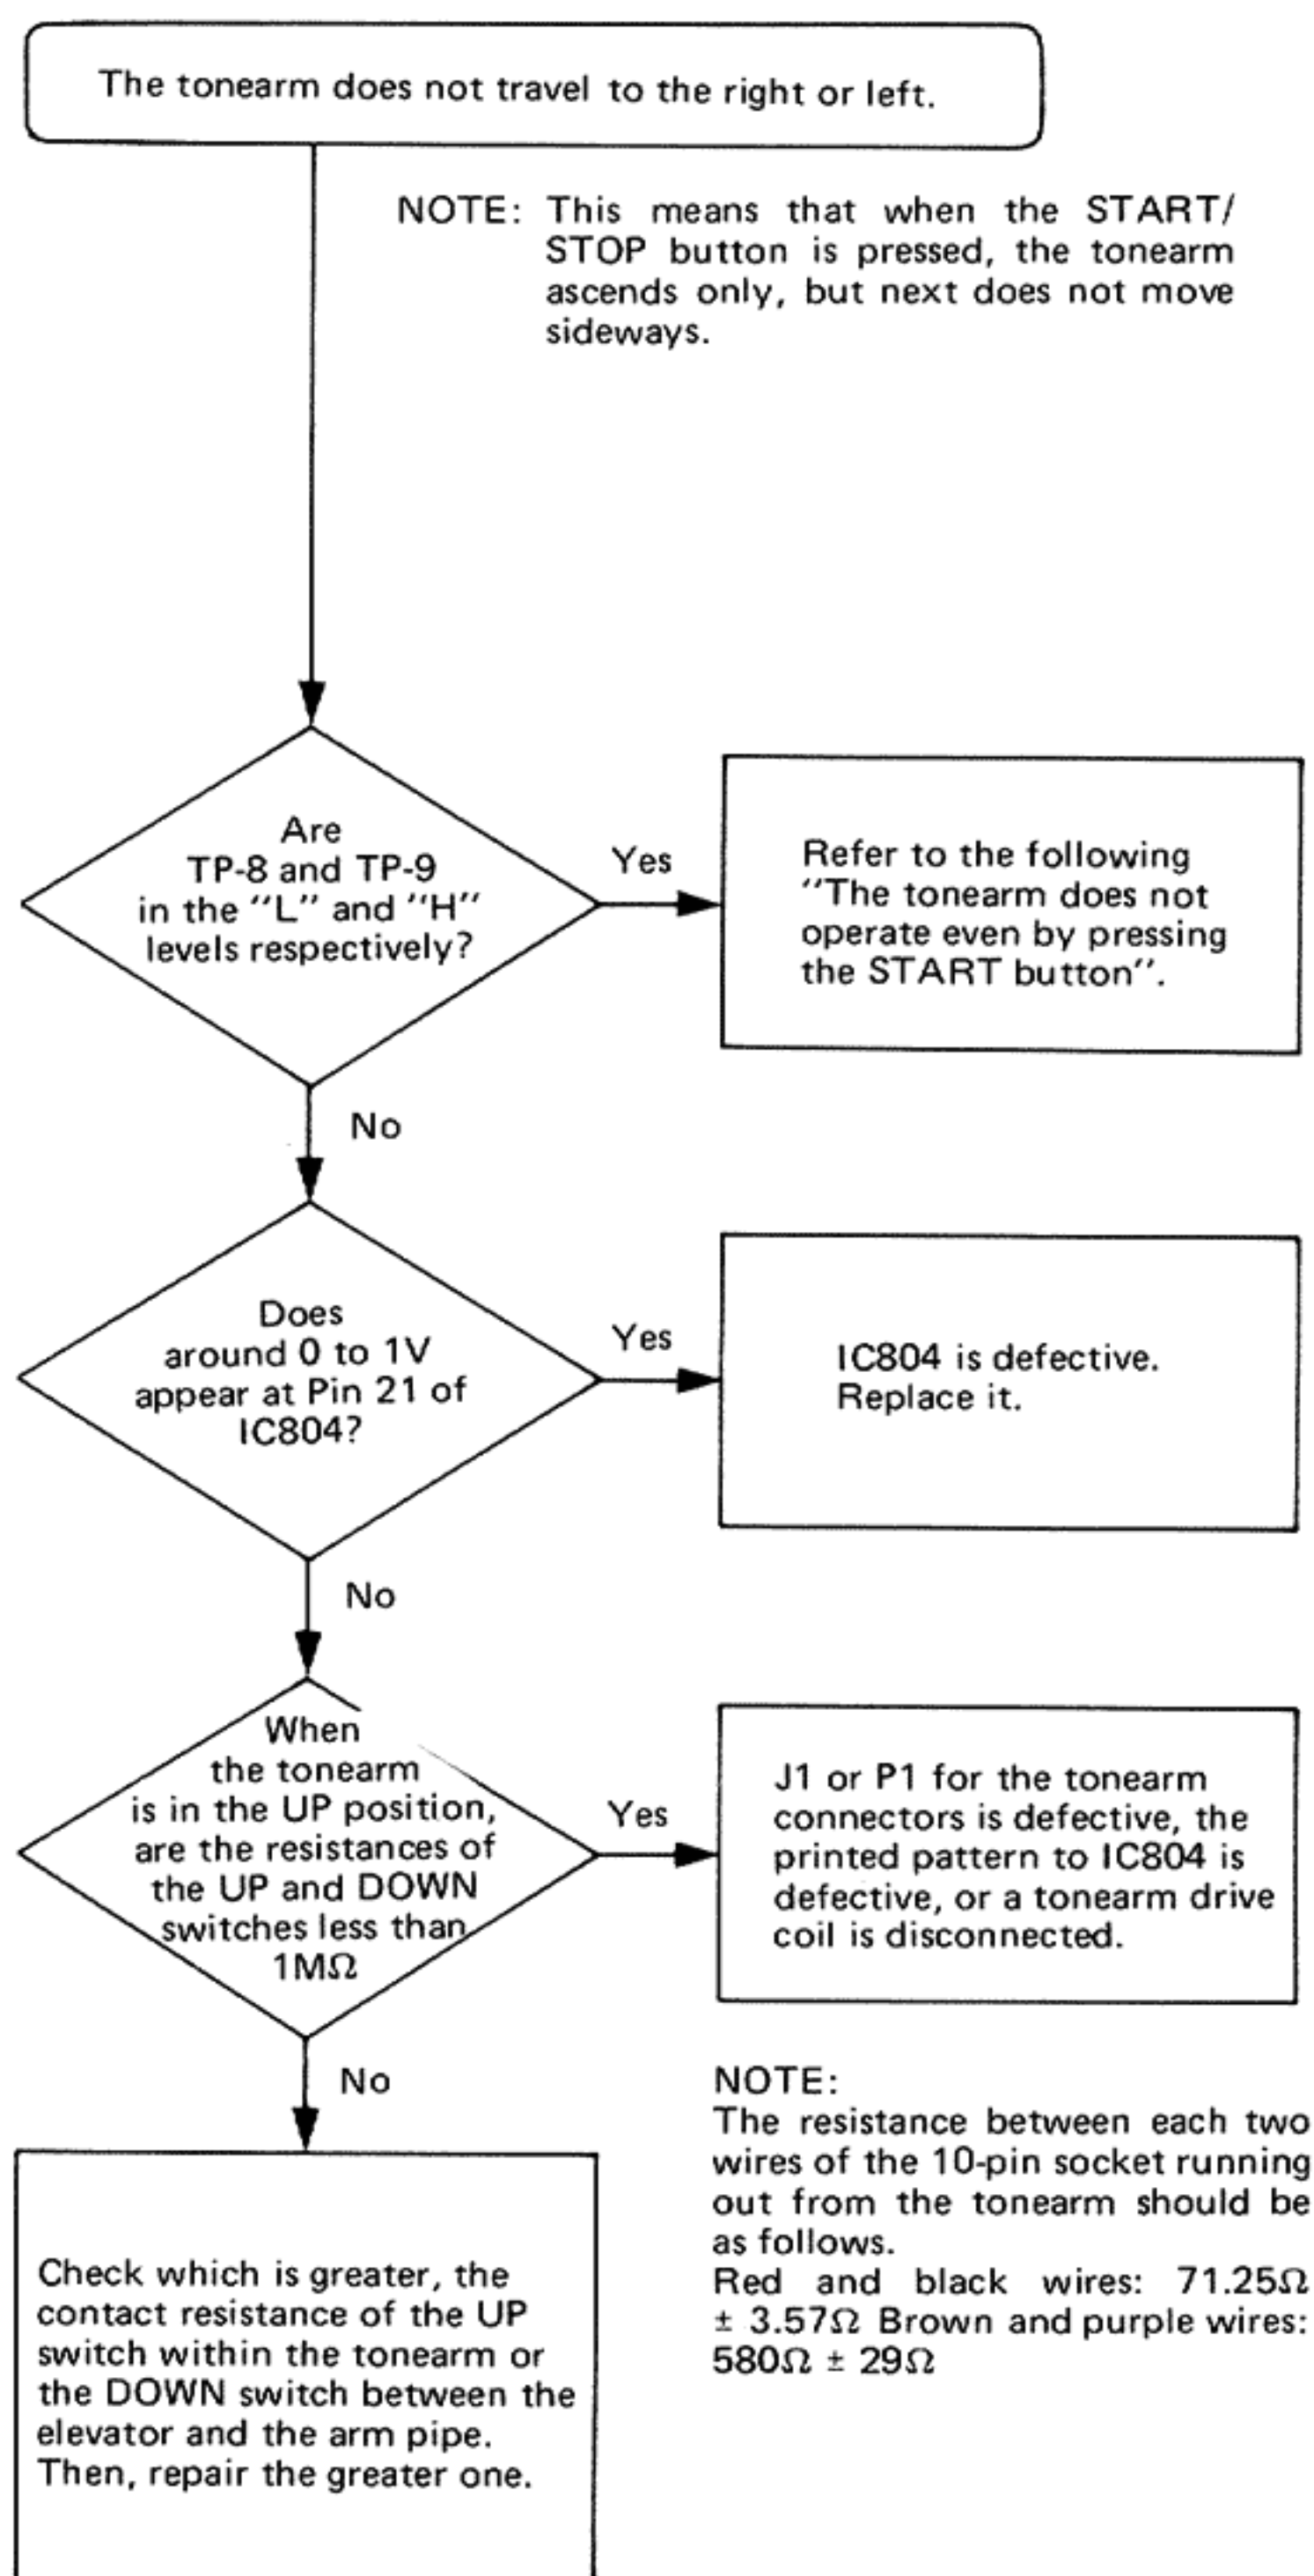 The tonearm does not travel to the right or left.
NOTE: This means that when the START/
STOP button is pressed, the tonearm
ascends only, but next does not move
sideways.
Are
TP-8 and TP-9
in the "L" and "H"
levels respectively?
Yes
Refer to the following
"The tonearm does not
operate even by pressing
the START button".
No
Does
around 0 to 1V
appear at Pin 21 of
IC804?
Yes
IC804 is defective.
Replace it.
No
When
the tonearm
is in the UP position,
are the resistances of
the UP and DOWN
switches less than
1MΩ
Yes
J1 or P1 for the tonearm
connectors is defective, the
printed pattern to IC804 is
defective, or a tonearm drive
coil is disconnected.
No
NOTE:
The resistance between each two
wires of the 10-pin socket running
out from the tonearm should be
as follows.
Red and black wires: 71.25Ω
± 3.57Ω Brown and purple wires:
580Ω ± 29Ω
Check which is greater, the
contact resistance of the UP
switch within the tonearm or
the DOWN switch between the
elevator and the arm pipe.
Then, repair the greater one.